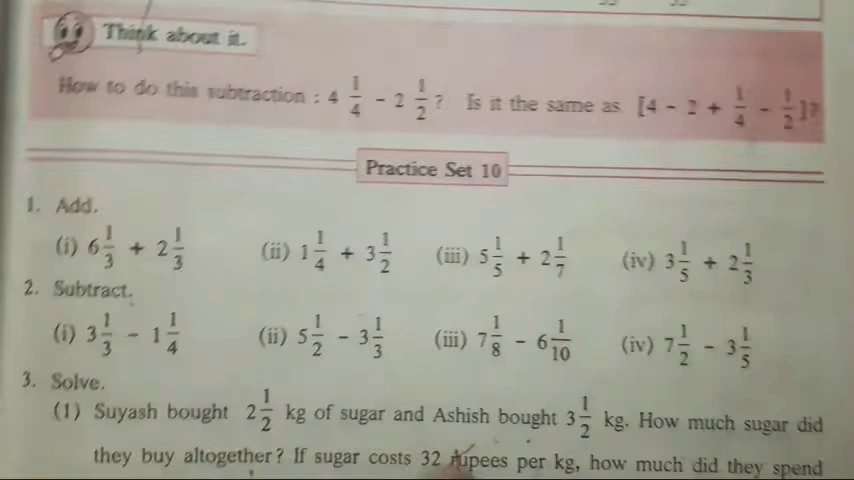 Think about it.
How to do this subtraction : 4 1/4 - 2 1/2 ? Is it the same as [4 - 2 + 1/4 - 1/2]?
Practice Set 10
1. Add.
(i) 6 1/3 + 2 1/3 (ii) 1 1/4 + 3 1/2 (iii) 5 1/5 + 2 1/7 (iv) 3 1/5 + 2 1/3
2. Subtract.
(i) 3 1/3 - 1 1/4 (ii) 5 1/2 - 3 1/3 (iii) 7 1/8 - 6 1/10 (iv) 7 1/2 - 3 1/5
3. Solve.
(1) Suyash bought 2 1/2 kg of sugar and Ashish bought 3 1/2 kg. How much sugar did
they buy altogether? If sugar costs 32 rupees per kg, how much did they spend